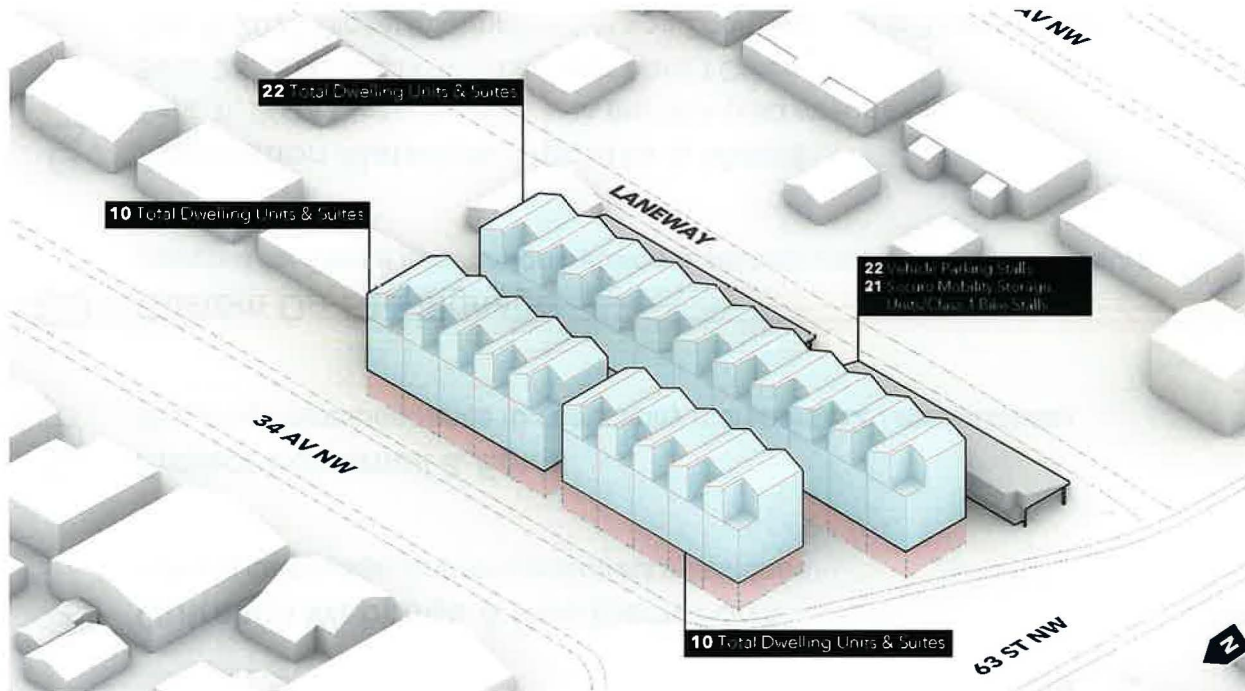 AV NW
22 Total Dwelling Units & Suites
LANEWAY
10 Total Dwelling Units & Suites
22 Vehicle Parking Stalls
21 Secure Mobility Storage
Units/Class 1 Bike Stalls
34 AV NW
10 Total Dwelling Units & Suites
63 ST NW
N